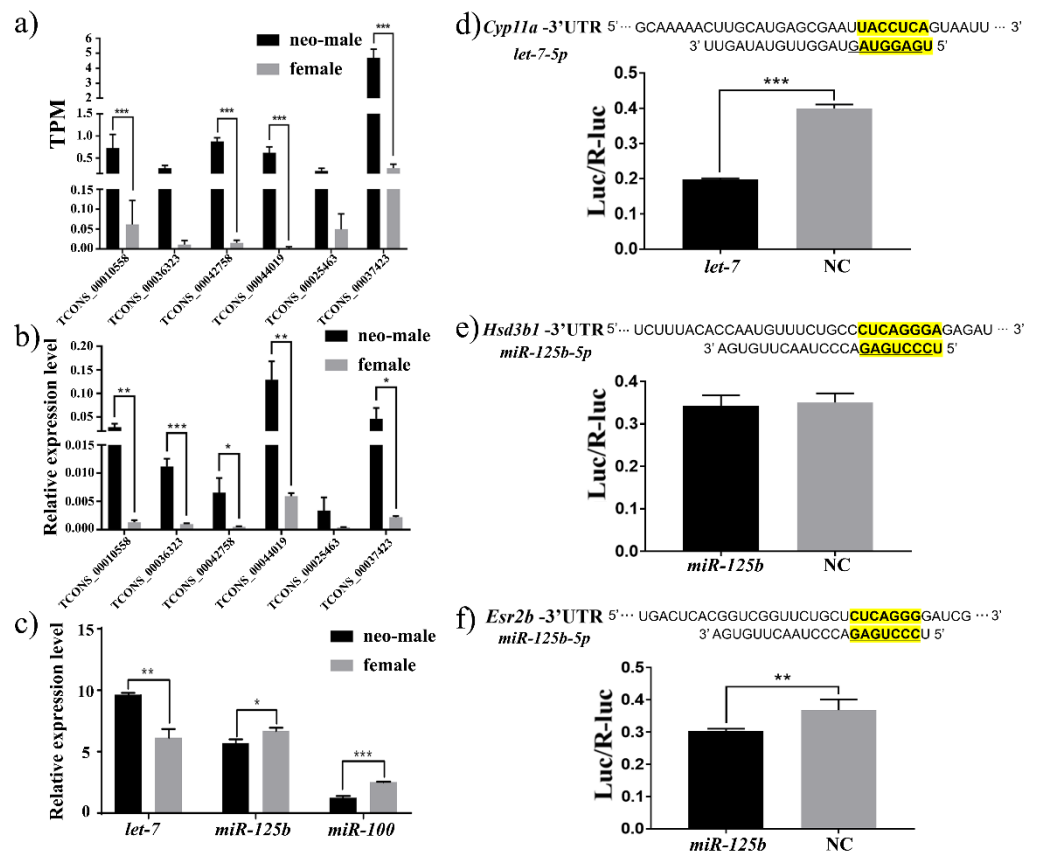 a)
TPM
neo-male
female
6
5
4
3
2
1
1.5
1.0
0.5
0.15
0.10
0.05
0.00
***
***
***
***
TCONS_00010558
TCONS_00036323
TCONS_00042758
TCONS_00044019
TCONS_00025463
TCONS_00037423
b)
Relative expression level
neo-male
female
0.20
0.15
0.10
0.05
0.015
0.010
0.005
0.000
**
***
*
**
*
TCONS_00010558
TCONS_00036323
TCONS_00042758
TCONS_00044019
TCONS_00025463
TCONS_00037423
c)
Relative expression level
neo-male
female
15
10
5
0
**
*
***
let-7
miR-125b
miR-100
d) Cyp11a -3’UTR 5’··· GCAAAAACUUGCAUGAGCGAAUUACCUCAGUAAUU ··· 3’
let-7-5p 3’ UUGAUAUGUUGGAUGAUGGAGU 5’
Luc/R-luc
0.5
0.4
0.3
0.2
0.1
0.0
***
let-7
NC
e) Hsd3b1 -3’UTR 5’··· UCUUUACACCAAUGUUUCUGCCCUCAGGGAGAGAU ··· 3’
miR-125b-5p 3’ AGUGUUCAAUCCCAGAGUCCCU 5’
Luc/R-luc
0.4
0.3
0.2
0.1
0.0
miR-125b
NC
f) Esr2b -3’UTR 5’ ··· UGACUCACGGUCGGUUCUGCUCUCAGGGGAUCG ··· 3’
miR-125b-5p 3’ AGUGUUCAAUCCCAGAGUCCCU 5’
Luc/R-luc
0.5
0.4
0.3
0.2
0.1
0.0
**
miR-125b
NC